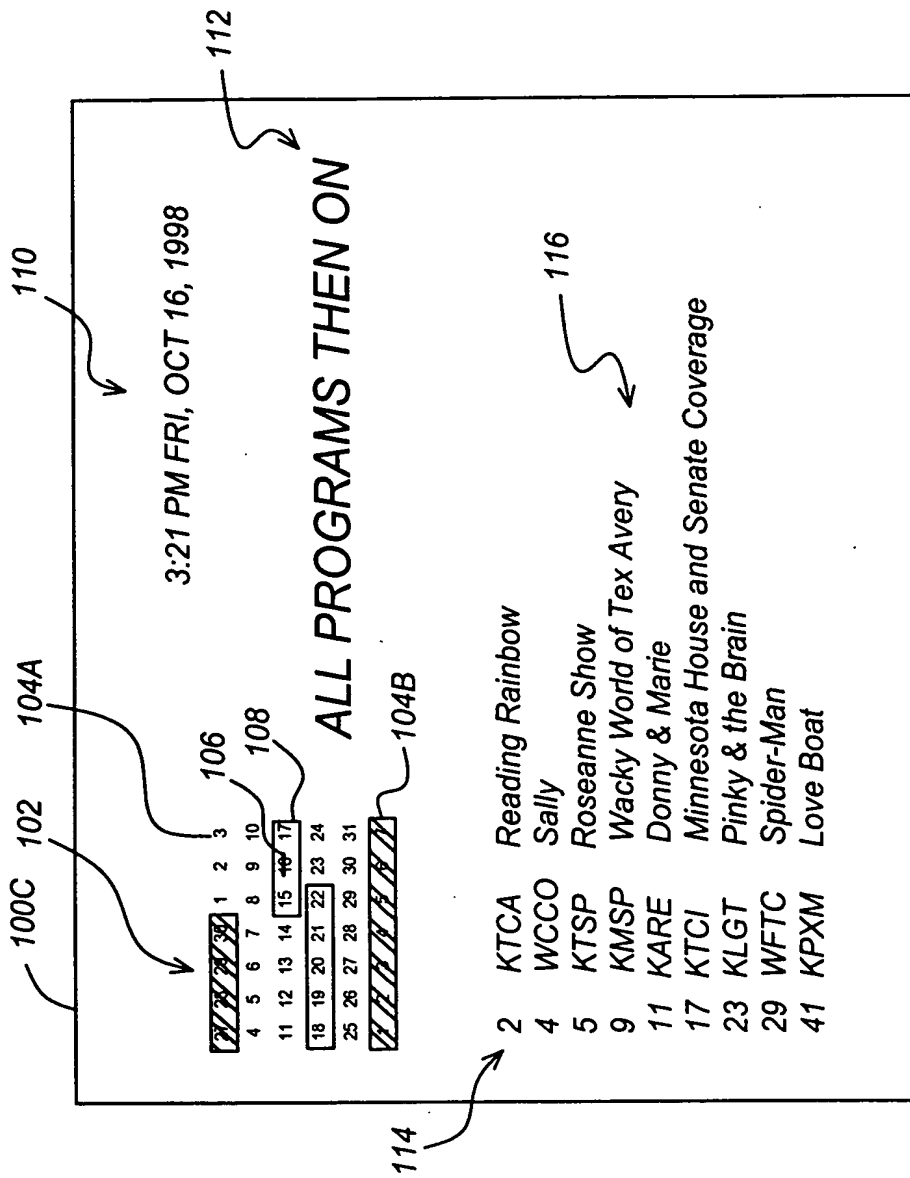 100C
102
104A
110
112
3:21 PM FRI, OCT 16, 1998
1 2 3
4 5 6 7 8 9 10
11 12 13 14 15 16 17
18 19 20 21 22 23 24
25 26 27 28 29 30 31
106
108
ALL PROGRAMS THEN ON
104B
114
116
2 KTCA Reading Rainbow
4 WCCO Sally
5 KTSP Roseanne Show
9 KMSP Wacky World of Tex Avery
11 KARE Donny & Marie
17 KTCI Minnesota House and Senate Coverage
23 KLGT Pinky & the Brain
29 WFTC Spider-Man
41 KPXM Love Boat